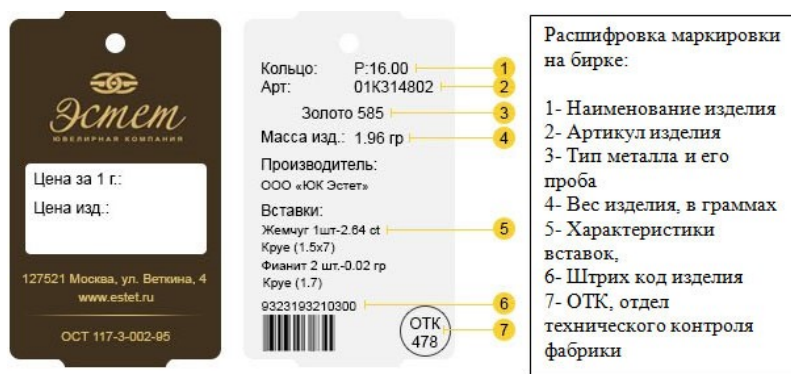 Эстет
ЮВЕЛИРНАЯ КОМПАНИЯ
Цена за 1 г.:
Цена изд.:
127521 Москва, ул. Веткина, 4
www.estet.ru
ОСТ 117-3-002-95
Кольцо: Р:16.00 1
Арт: 01К314802 2
Золото 585 3
Масса изд.: 1.96 гр 4
Производитель:
ООО «ЮК Эстет»
Вставки:
Жемчуг 1шт-2.64 ct 5
Круе (1.5х7)
Фианит 2 шт.-0.02 гр
Круе (1.7)
9323193210300 6
ОТК 7
478
Расшифровка маркировки
на бирке:
1- Наименование изделия
2- Артикул изделия
3- Тип металла и его
проба
4- Вес изделия, в граммах
5- Характеристики
вставок,
6- Штрих код изделия
7- ОТК, отдел
технического контроля
фабрики